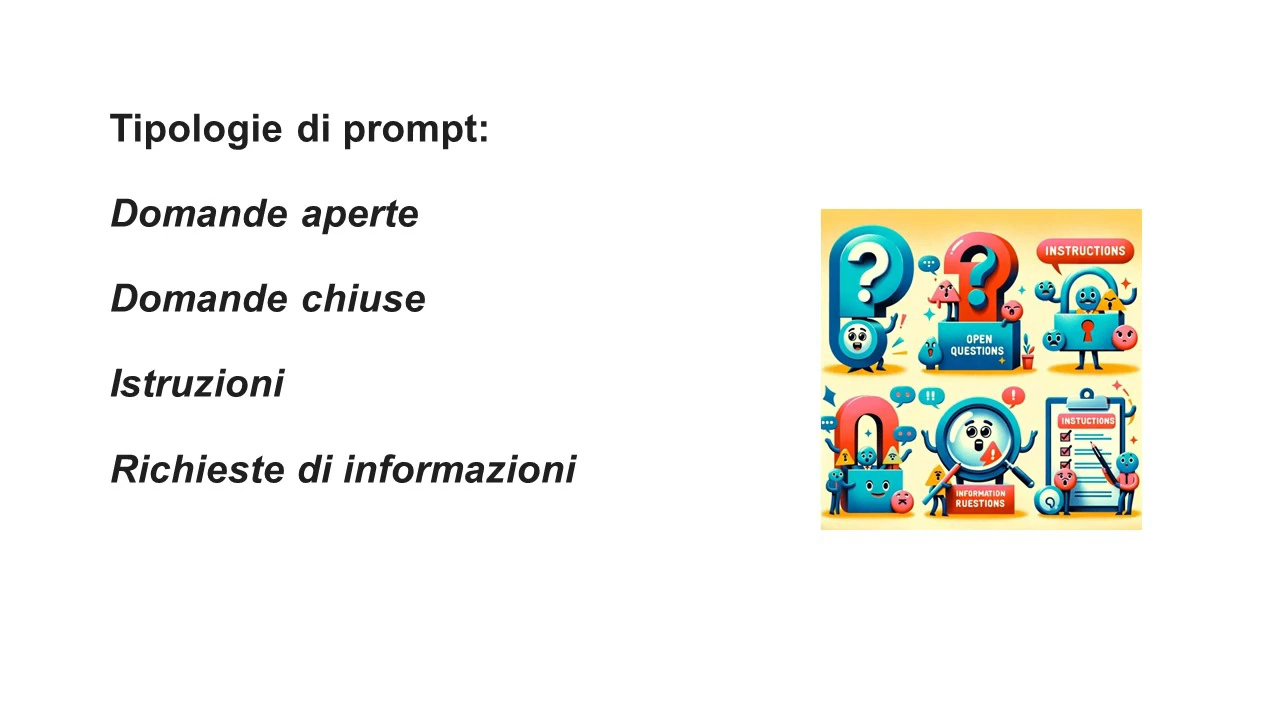 Tipologie di prompt:
Domande aperte
Domande chiuse
Istruzioni
Richieste di informazioni
INSTRUCTIONS
OPEN
QUESTIONS
INSTUCTIONS
INFORMATION
RUESTIONS